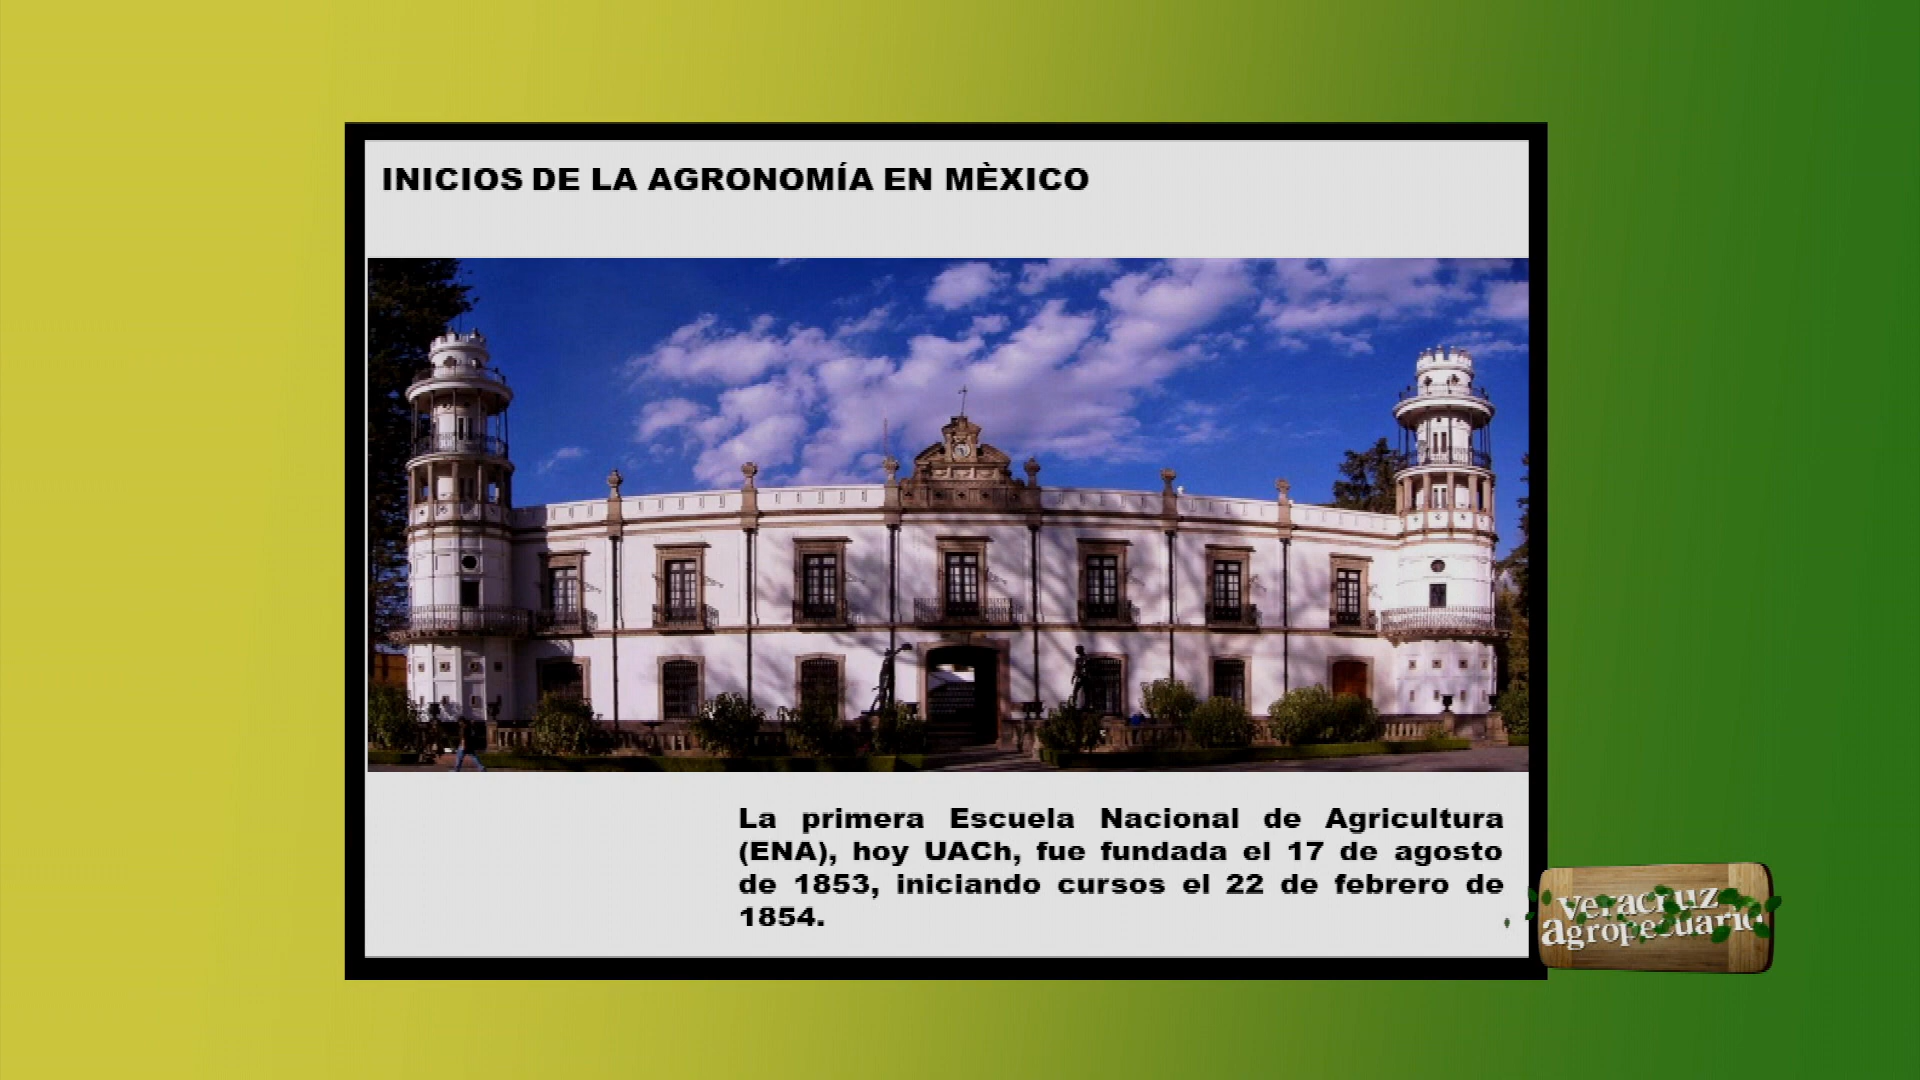 INICIOS DE LA AGRONOMÍA EN MÈXICO
La primera Escuela Nacional de Agricultura
(ENA), hoy UACh, fue fundada el 17 de agosto
de 1853, iniciando cursos el 22 de febrero de
1854.
veracruz
agropecuario